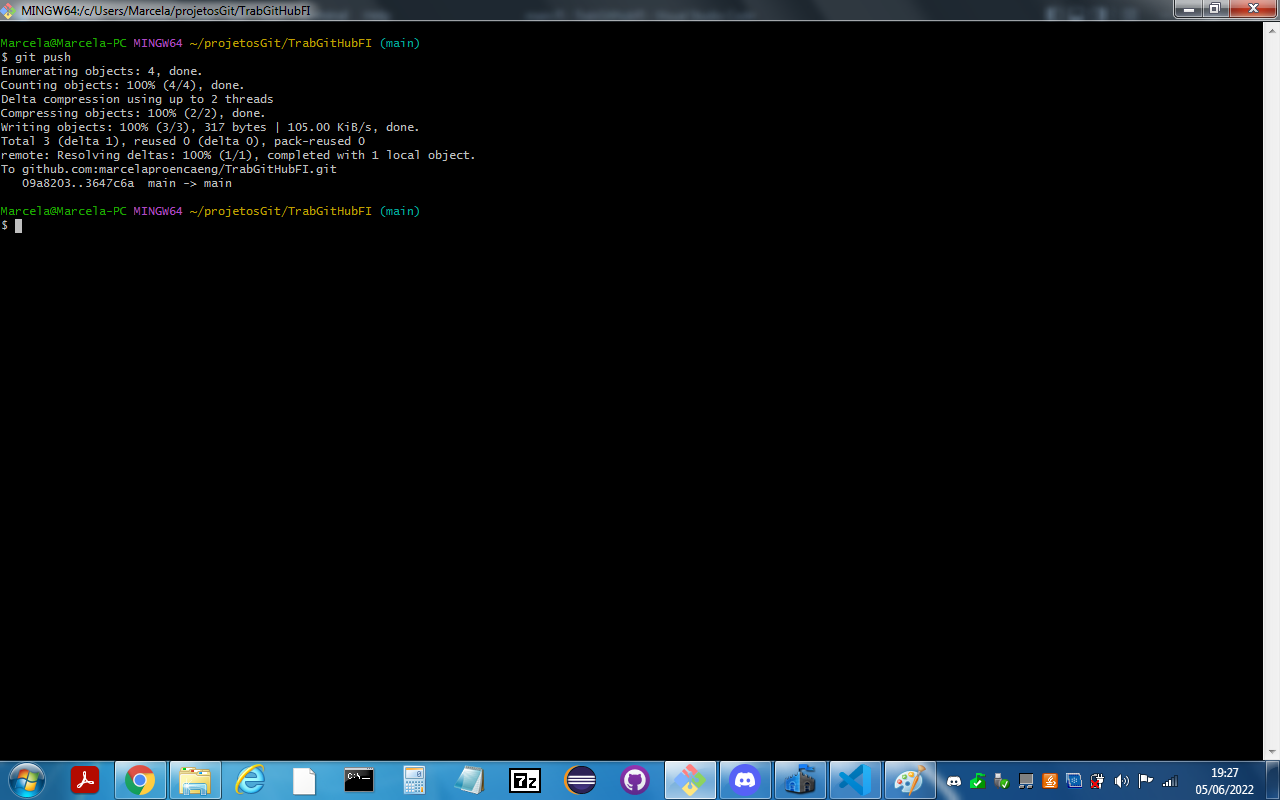 MINGW64:/c/Users/Marcela/projetosGit/TrabGitHubFI
Marcela@Marcela-PC MINGW64 ~/projetosGit/TrabGitHubFI (main)
$ git push
Enumerating objects: 4, done.
Counting objects: 100% (4/4), done.
Delta compression using up to 2 threads
Compressing objects: 100% (2/2), done.
Writing objects: 100% (3/3), 317 bytes | 105.00 KiB/s, done.
Total 3 (delta 1), reused 0 (delta 0), pack-reused 0
remote: Resolving deltas: 100% (1/1), completed with 1 local object.
To github.com:marcelaproencaeng/TrabGitHubFI.git
   09a8203..3647c6a  main -> main
Marcela@Marcela-PC MINGW64 ~/projetosGit/TrabGitHubFI (main)
$
C:\_
7z
19:27
05/06/2022